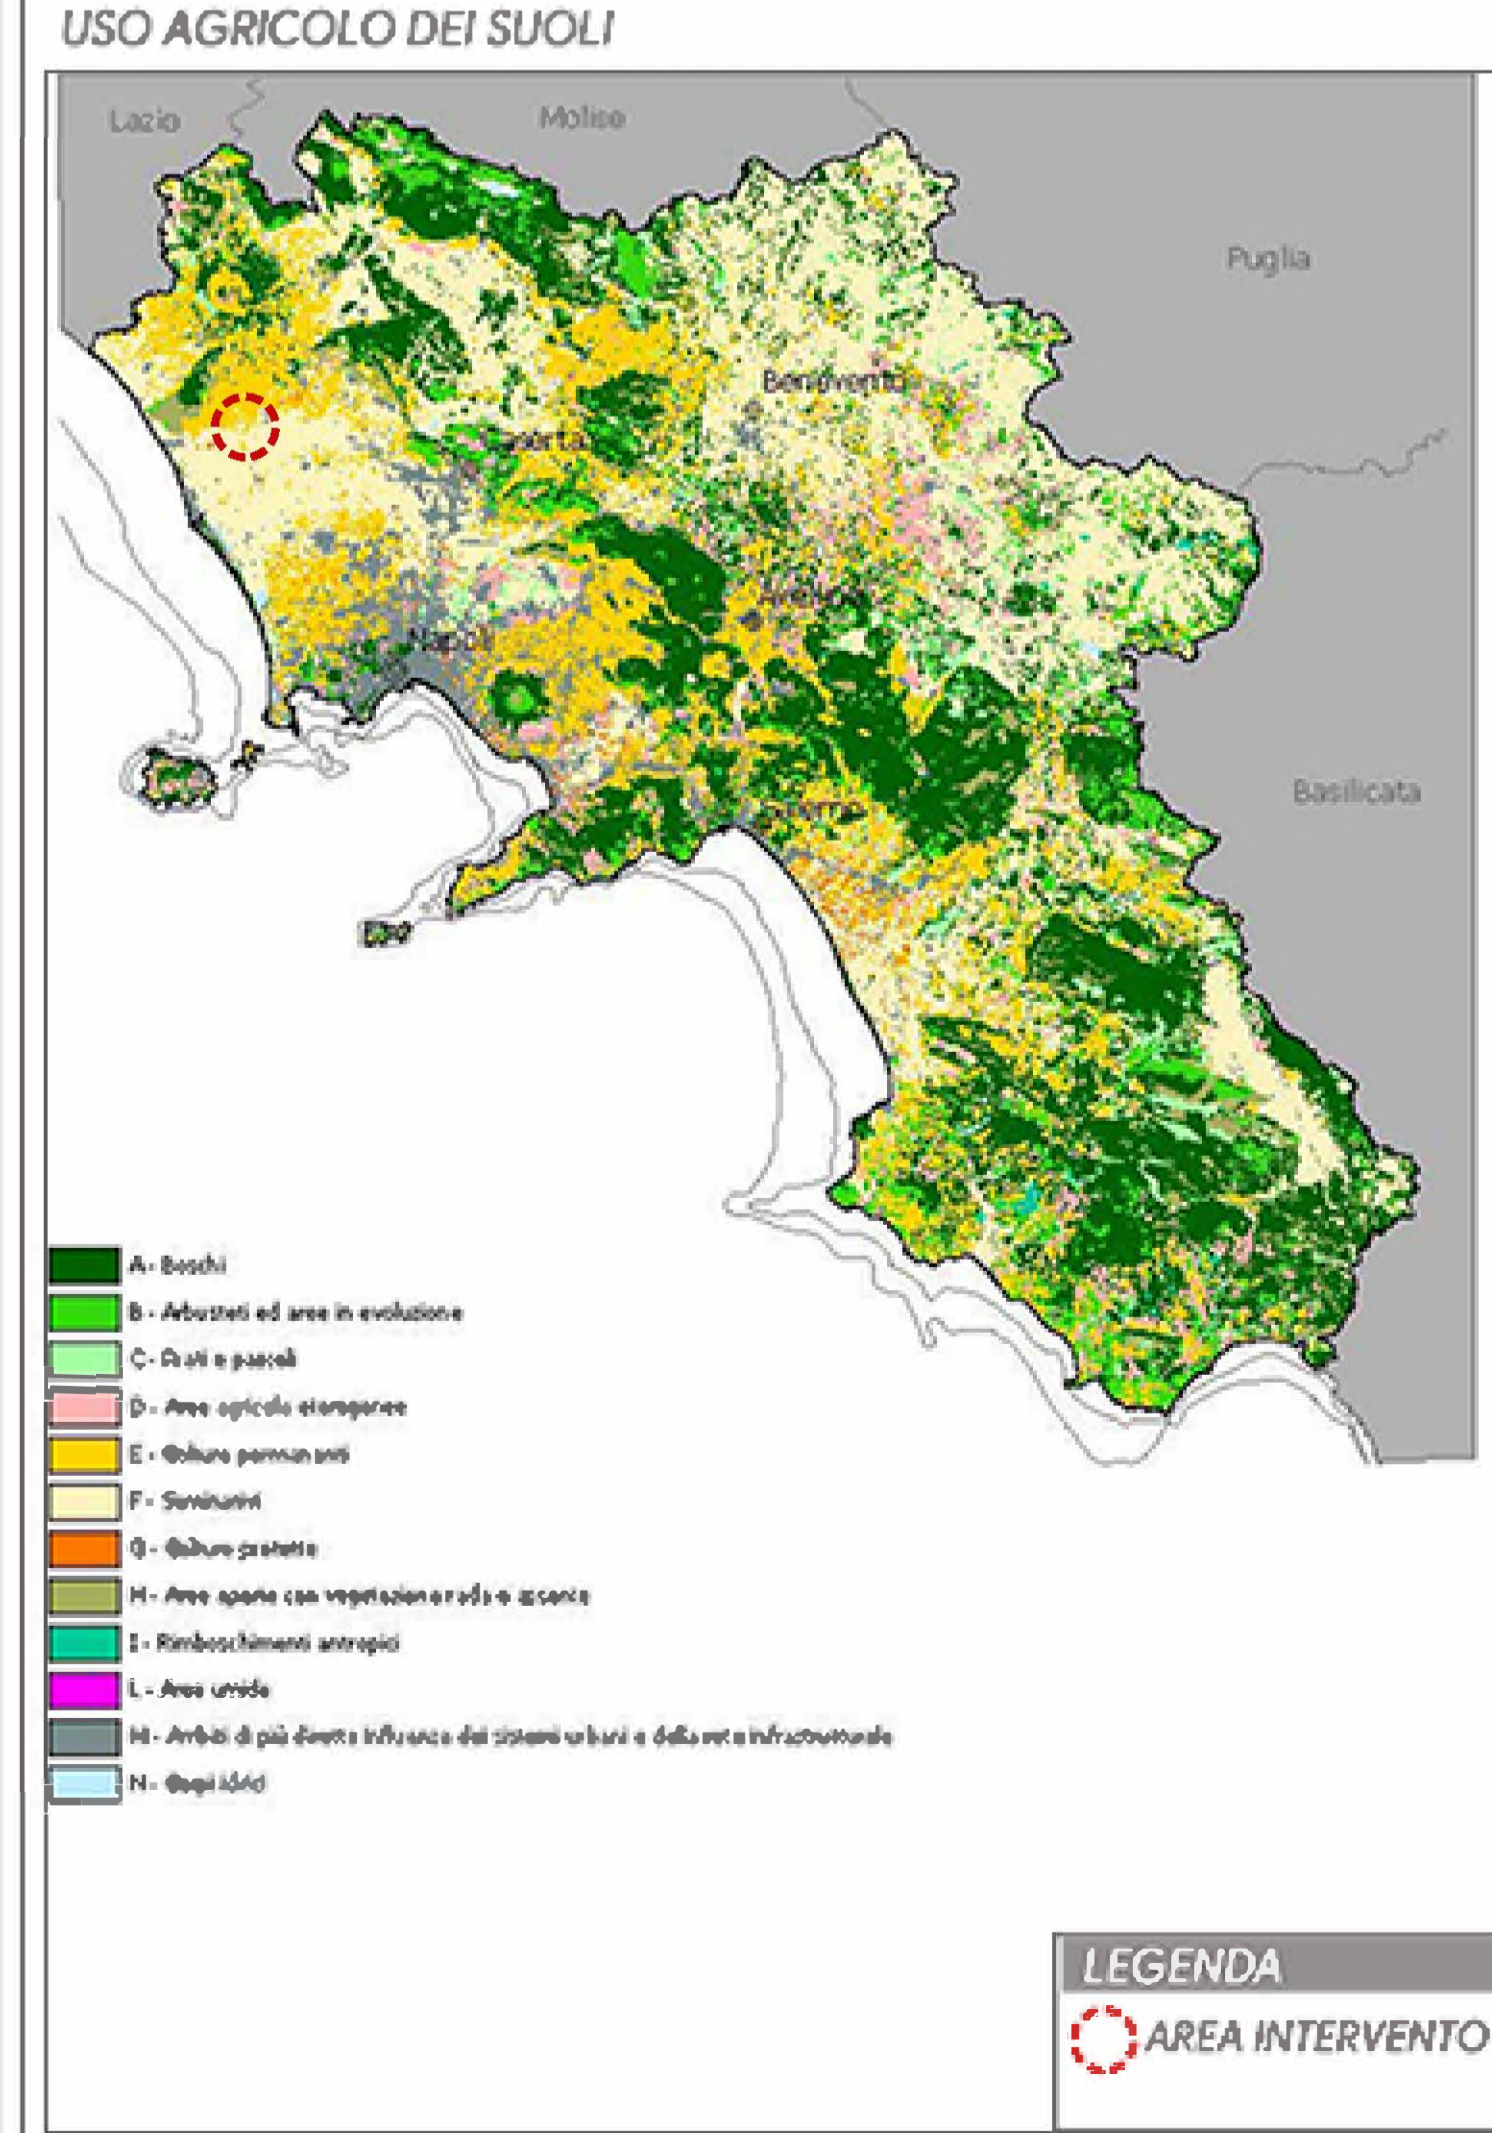 USO AGRICOLO DEI SUOLI
Lazio
Molise
Puglia
Benevento
Caserta
Avellino
Napoli
Salerno
Basilicata
A - Boschi
B - Arbusteti ed aree in evoluzione
C - Prati e pascoli
D - Aree agricole eterogenee
E - Colture permanenti
F - Seminativi
G - Colture protette
H - Aree aperte con vegetazione rada e assente
I - Rimboschimenti antropici
L - Aree umide
M - Ambiti di più diretta influenza dei sistemi urbani e della rete infrastrutturale
N - Corpi idrici
LEGENDA
AREA INTERVENTO